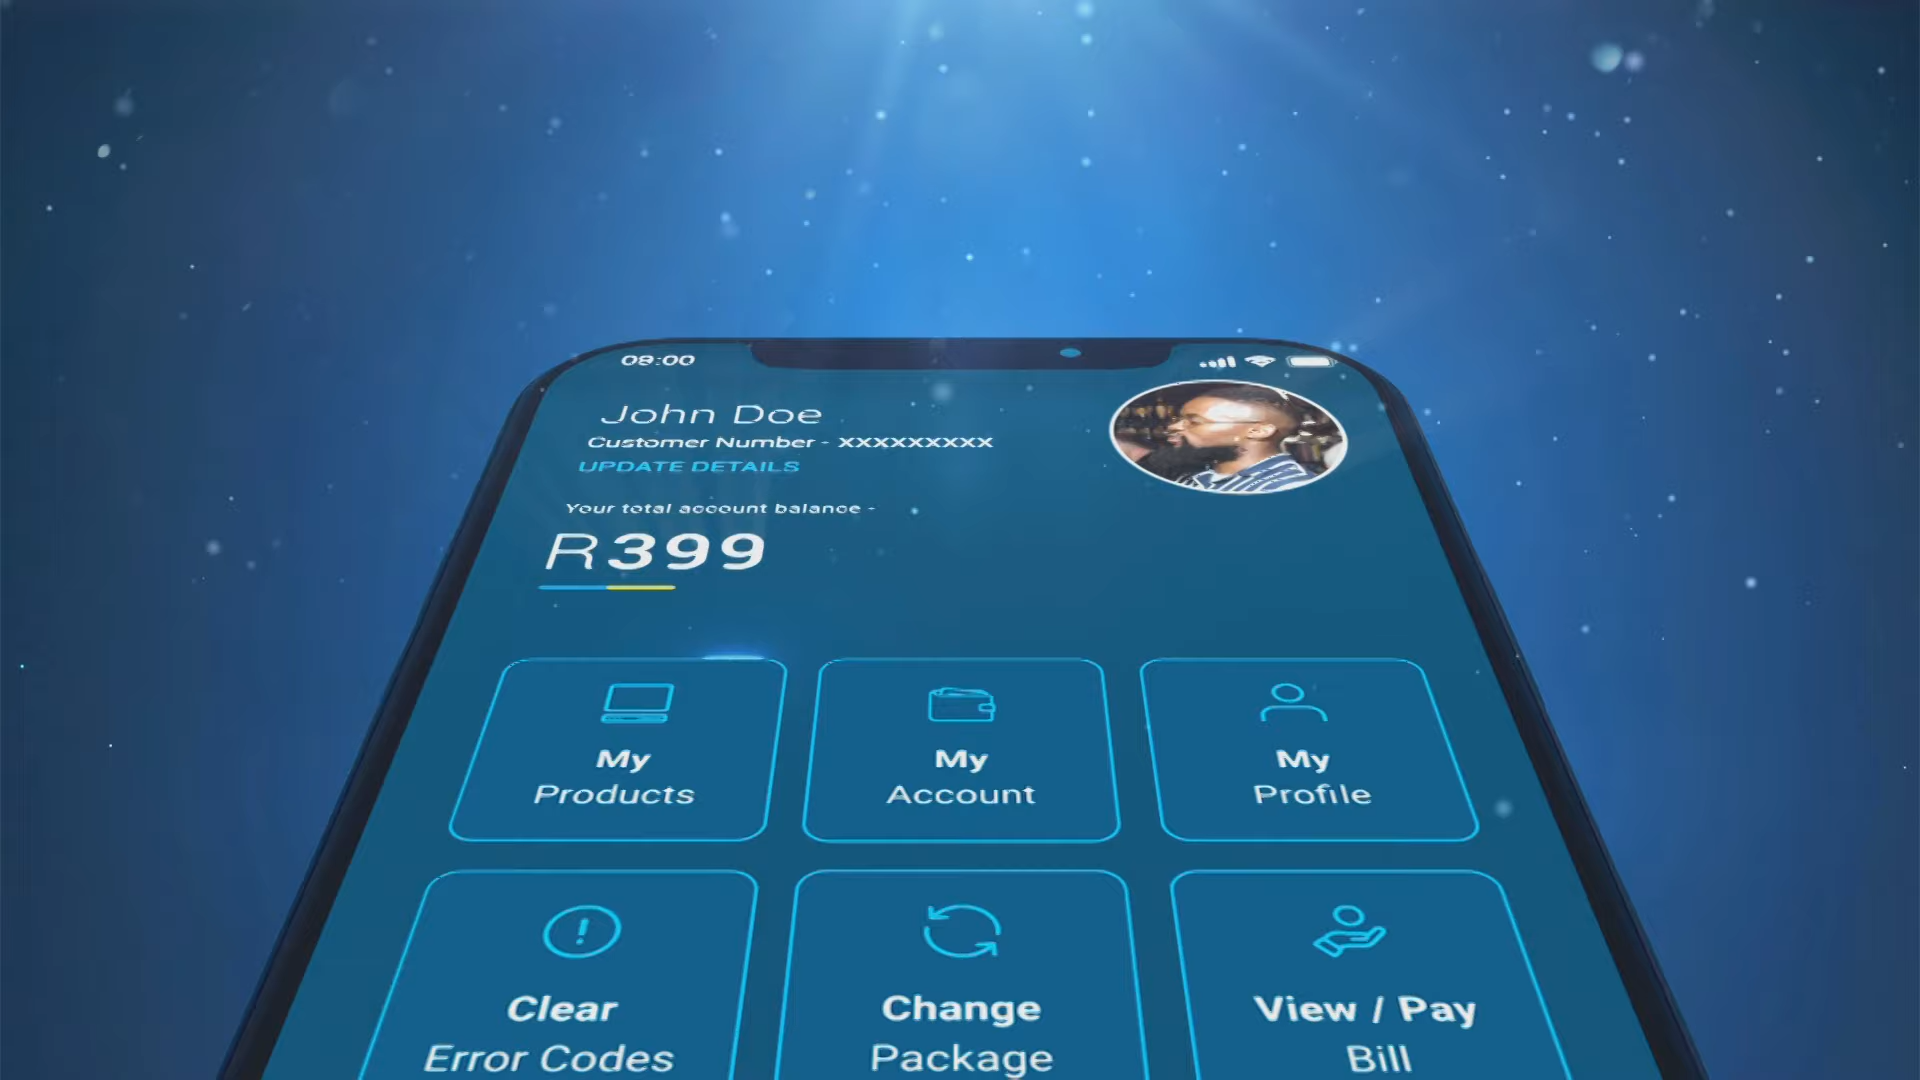 08:00
John Doe
Customer Number - XXXXXXXXX
UPDATE DETAILS
Your total account balance -
R399
My
Products
My
Account
My
Profile
Clear
Error Codes
Change
Package
View / Pay
Bill